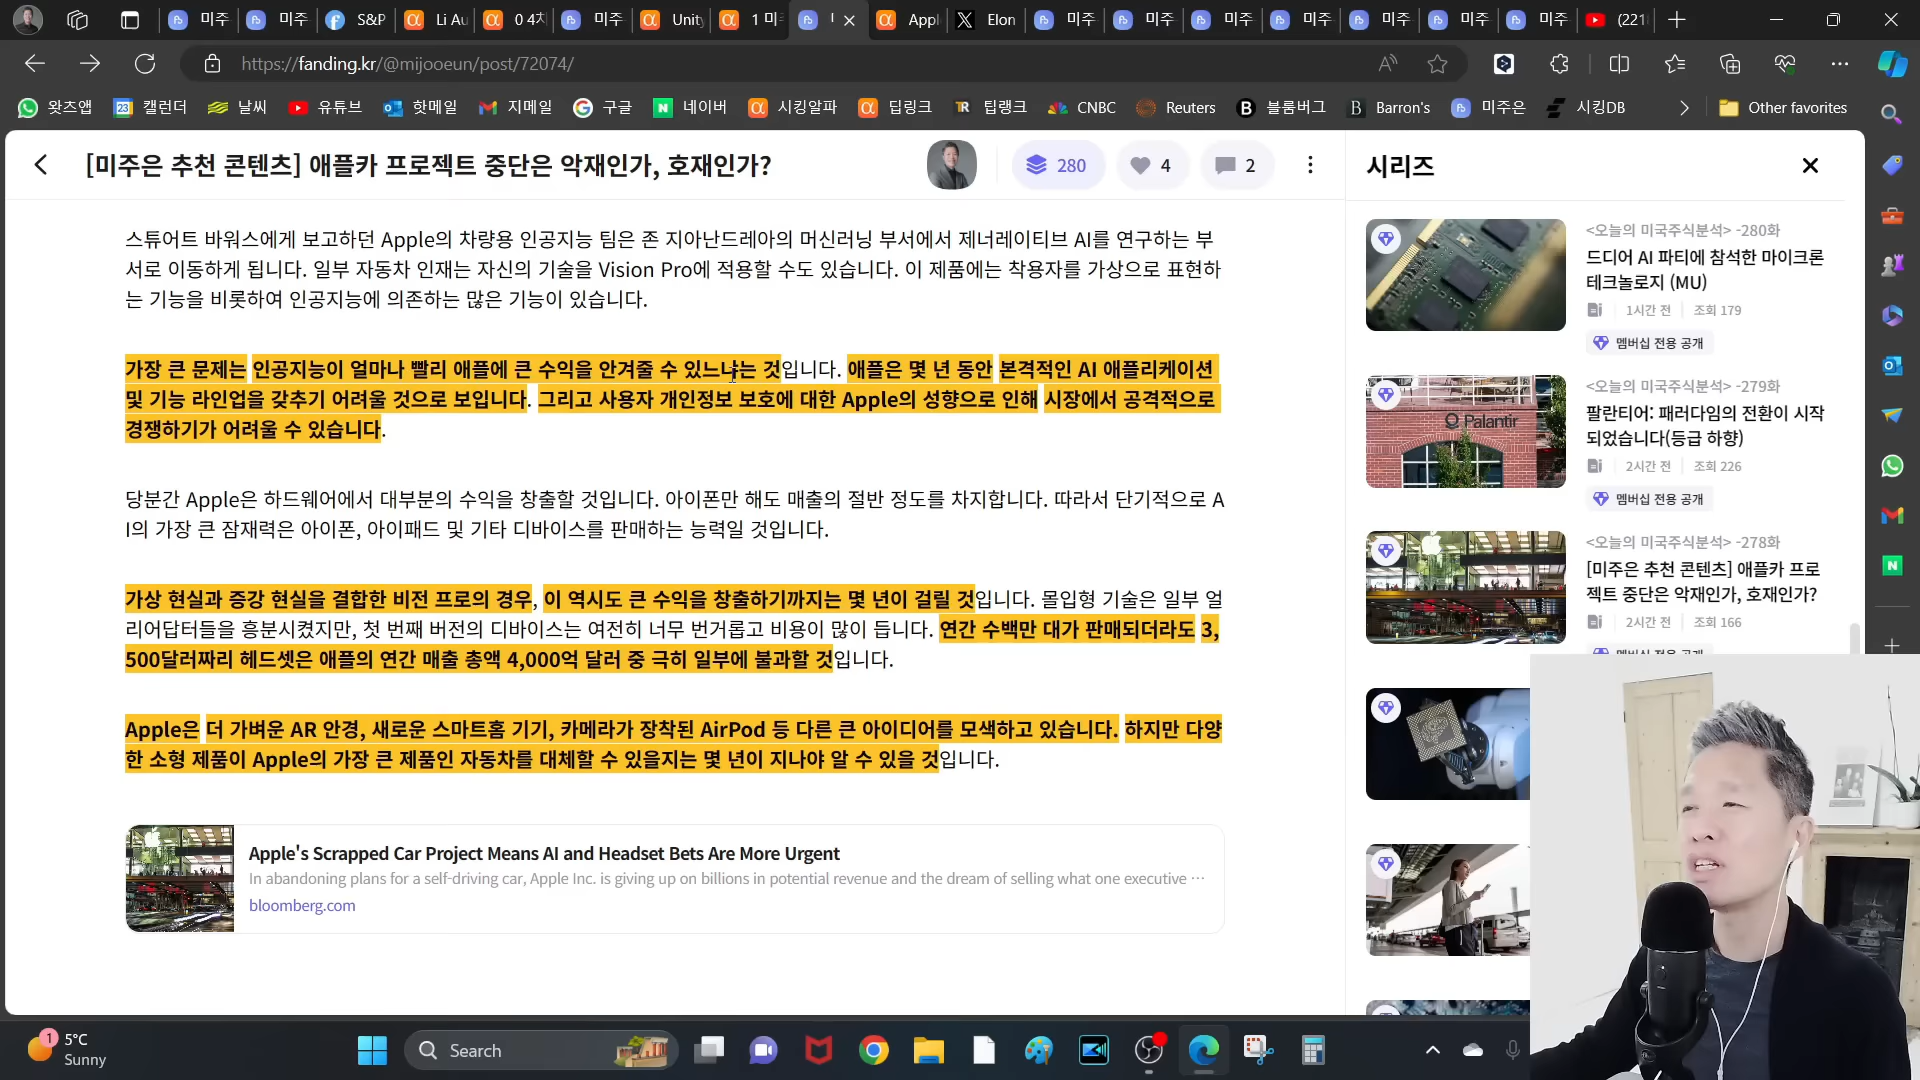 미주
미주
S&P
Li Au
0 4차
미주
Unity
1 미국
Appl
Elon
미주
미주
미주
미주
미주
미주
미주
(221
https://fanding.kr/@mijooeun/post/72074/
왓츠앱
캘린더
날씨
유튜브
핫메일
지메일
구글
네이버
시킹알파
딥링크
팁랭크
CNBC
Reuters
블룸버그
Barron's
미주은
시킹DB
Other favorites
[미주은 추천 콘텐츠] 애플카 프로젝트 중단은 악재인가, 호재인가?
280
4
2
시리즈
스튜어트 바워스에게 보고하던 Apple의 차량용 인공지능 팀은 존 지아난드레아의 머신러닝 부서에서 제너레이티브 AI를 연구하는 부
서로 이동하게 됩니다. 일부 자동차 인재는 자신의 기술을 Vision Pro에 적용할 수도 있습니다. 이 제품에는 착용자를 가상으로 표현하
는 기능을 비롯하여 인공지능에 의존하는 많은 기능이 있습니다.
가장 큰 문제는 인공지능이 얼마나 빨리 애플에 큰 수익을 안겨줄 수 있느냐는 것입니다. 애플은 몇 년 동안 본격적인 AI 애플리케이션
및 기능 라인업을 갖추기 어려울 것으로 보입니다. 그리고 사용자 개인정보 보호에 대한 Apple의 성향으로 인해 시장에서 공격적으로
경쟁하기가 어려울 수 있습니다.
당분간 Apple은 하드웨어에서 대부분의 수익을 창출할 것입니다. 아이폰만 해도 매출의 절반 정도를 차지합니다. 따라서 단기적으로 A
I의 가장 큰 잠재력은 아이폰, 아이패드 및 기타 디바이스를 판매하는 능력일 것입니다.
가상 현실과 증강 현실을 결합한 비전 프로의 경우, 이 역시도 큰 수익을 창출하기까지는 몇 년이 걸릴 것입니다. 몰입형 기술은 일부 얼
리어답터들을 흥분시켰지만, 첫 번째 버전의 디바이스는 여전히 너무 번거롭고 비용이 많이 듭니다. 연간 수백만 대가 판매되더라도 3,
500달러짜리 헤드셋은 애플의 연간 매출 총액 4,000억 달러 중 극히 일부에 불과할 것입니다.
Apple은 더 가벼운 AR 안경, 새로운 스마트홈 기기, 카메라가 장착된 AirPod 등 다른 큰 아이디어를 모색하고 있습니다. 하지만 다양
한 소형 제품이 Apple의 가장 큰 제품인 자동차를 대체할 수 있을지는 몇 년이 지나야 알 수 있을 것입니다.
Apple's Scrapped Car Project Means AI and Headset Bets Are More Urgent
In abandoning plans for a self-driving car, Apple Inc. is giving up on billions in potential revenue and the dream of selling what one executive ···
bloomberg.com
<오늘의 미국주식분석> -280화
드디어 AI 파티에 참석한 마이크론
테크놀로지 (MU)
1시간 전
조회 179
멤버십 전용 공개
Palantir
<오늘의 미국주식분석> -279화
팔란티어: 패러다임의 전환이 시작
되었습니다(등급 하향)
2시간 전
조회 226
멤버십 전용 공개
<오늘의 미국주식분석> -278화
[미주은 추천 콘텐츠] 애플카 프로
젝트 중단은 악재인가, 호재인가?
2시간 전
조회 166
멤버십 전용 공개
1
5°C
Sunny
Search